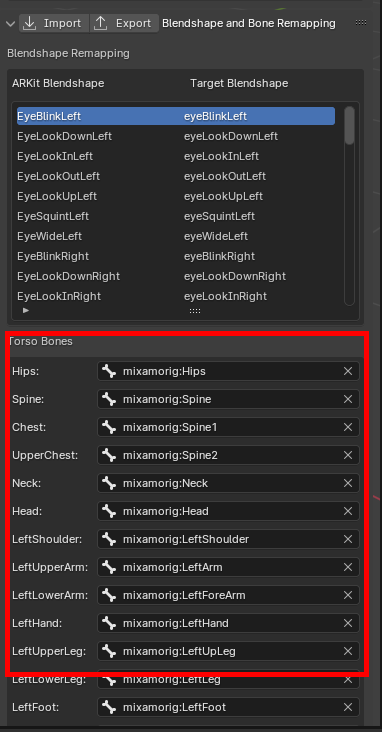 Import Export Blendshape and Bone Remapping
Blendshape Remapping
ARKit Blendshape Target Blendshape
EyeBlinkLeft eyeBlinkLeft
EyeLookDownLeft eyeLookDownLeft
EyeLookInLeft eyeLookInLeft
EyeLookOutLeft eyeLookOutLeft
EyeLookUpLeft eyeLookUpLeft
EyeSquintLeft eyeSquintLeft
EyeWideLeft eyeWideLeft
EyeBlinkRight eyeBlinkRight
EyeLookDownRight eyeLookDownRight
EyeLookInRight eyeLookInRight
Torso Bones
Hips: mixamorig:Hips
Spine: mixamorig:Spine
Chest: mixamorig:Spine1
UpperChest: mixamorig:Spine2
Neck: mixamorig:Neck
Head: mixamorig:Head
LeftShoulder: mixamorig:LeftShoulder
LeftUpperArm: mixamorig:LeftArm
LeftLowerArm: mixamorig:LeftForeArm
LeftHand: mixamorig:LeftHand
LeftUpperLeg: mixamorig:LeftUpLeg
LeftLowerLeg: mixamorig:LeftLeg
LeftFoot: mixamorig:LeftFoot